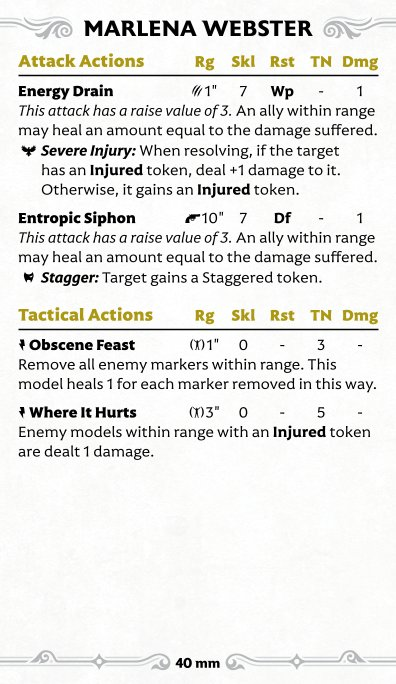 MARLENA WEBSTER
Attack Actions Rg Skl Rst TN Dmg
Energy Drain 1" 7 Wp - 1
This attack has a raise value of 3. An ally within range
may heal an amount equal to the damage suffered.
Severe Injury: When resolving, if the target
has an Injured token, deal +1 damage to it.
Otherwise, it gains an Injured token.
Entropic Siphon 10" 7 Df - 1
This attack has a raise value of 3. An ally within range
may heal an amount equal to the damage suffered.
Stagger: Target gains a Staggered token.
Tactical Actions Rg Skl Rst TN Dmg
Obscene Feast 1" 0 - 3 -
Remove all enemy markers within range. This
model heals 1 for each marker removed in this way.
Where It Hurts 3" 0 - 5 -
Enemy models within range with an Injured token
are dealt 1 damage.
40 mm